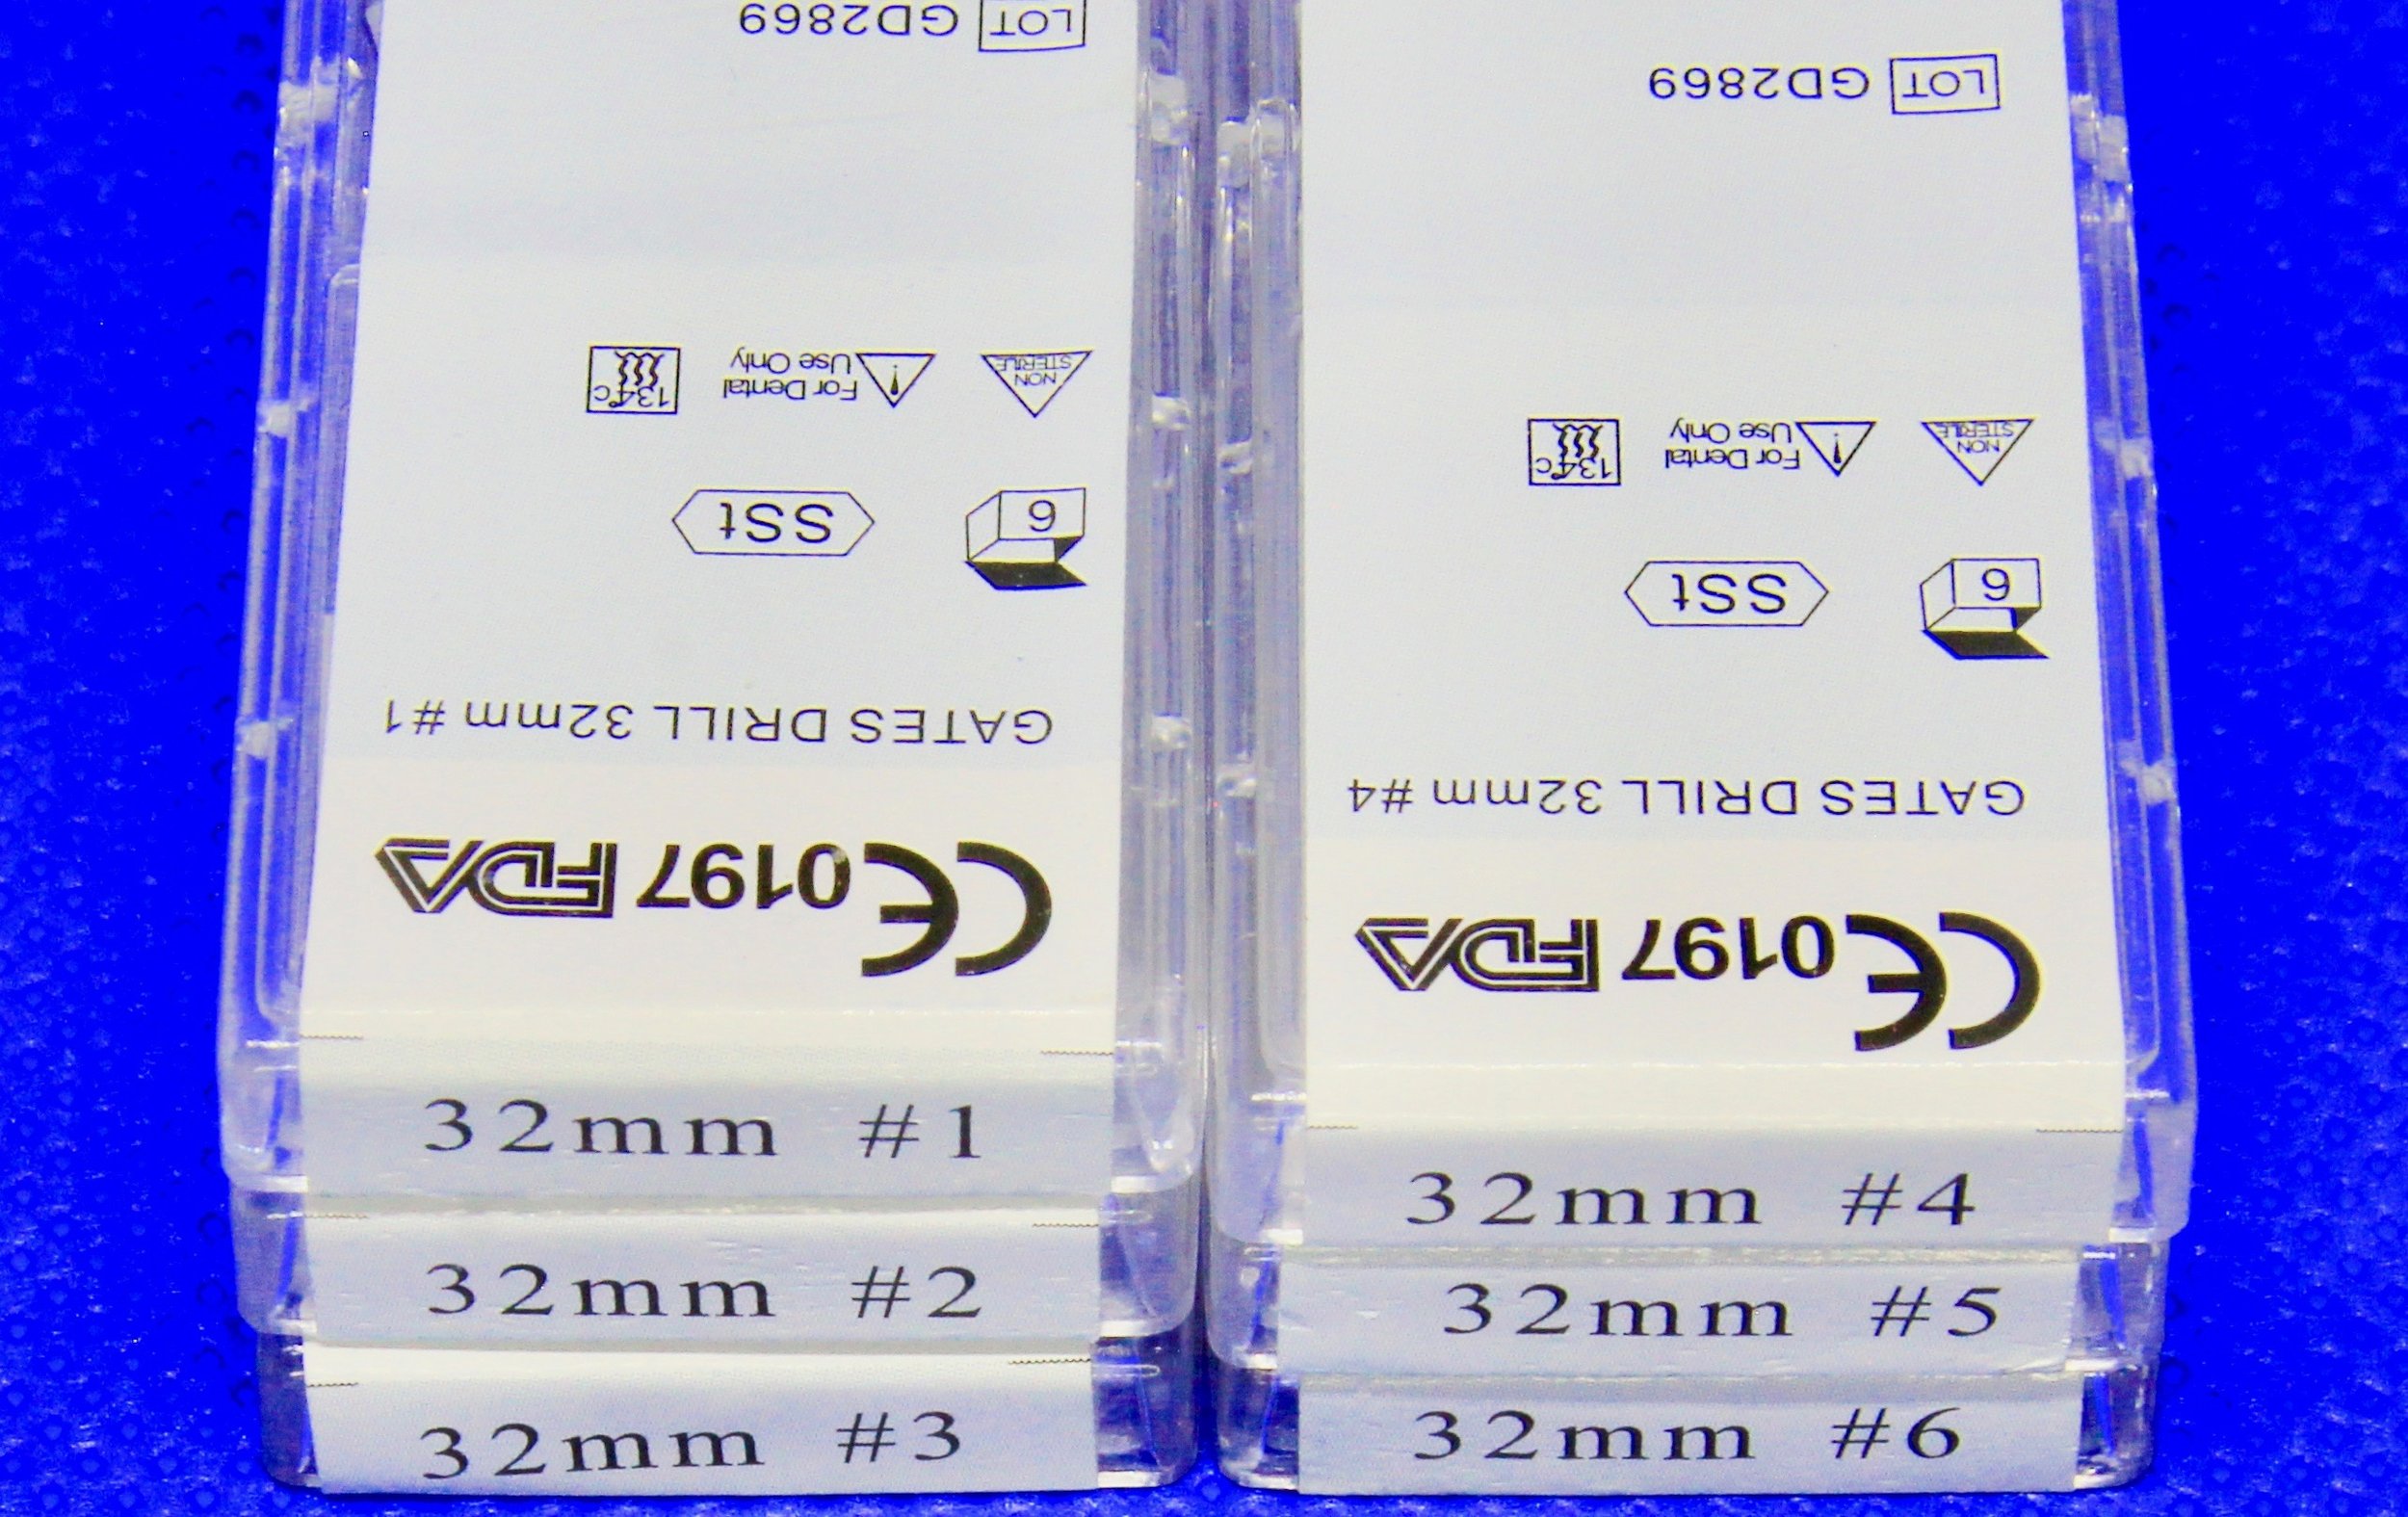 LOT GD2869
NON STERILE
For Dental Use Only
134°c
6
SSt
GATES DRILL 32mm #1
CE 0197 FDA
32mm #1
32mm #2
32mm #3
LOT GD2869
NON STERILE
For Dental Use Only
134°c
6
SSt
GATES DRILL 32mm #4
CE 0197 FDA
32mm #4
32mm #5
32mm #6